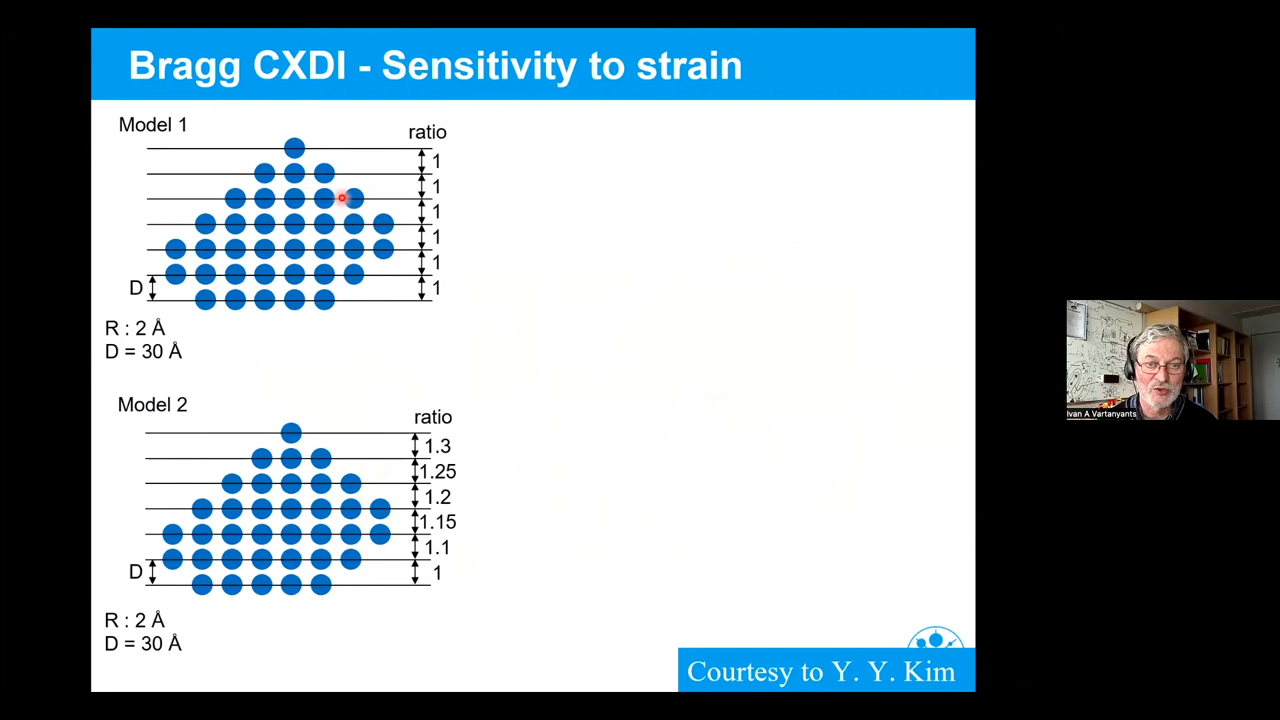 Bragg CXDI - Sensitivity to strain
Model 1
ratio
1
1
1
1
1
1
D
R : 2 Å
D = 30 Å
Model 2
ratio
1.3
1.25
1.2
1.15
1.1
1
D
R : 2 Å
D = 30 Å
Courtesy to Y. Y. Kim
Ivan A Vartanyants